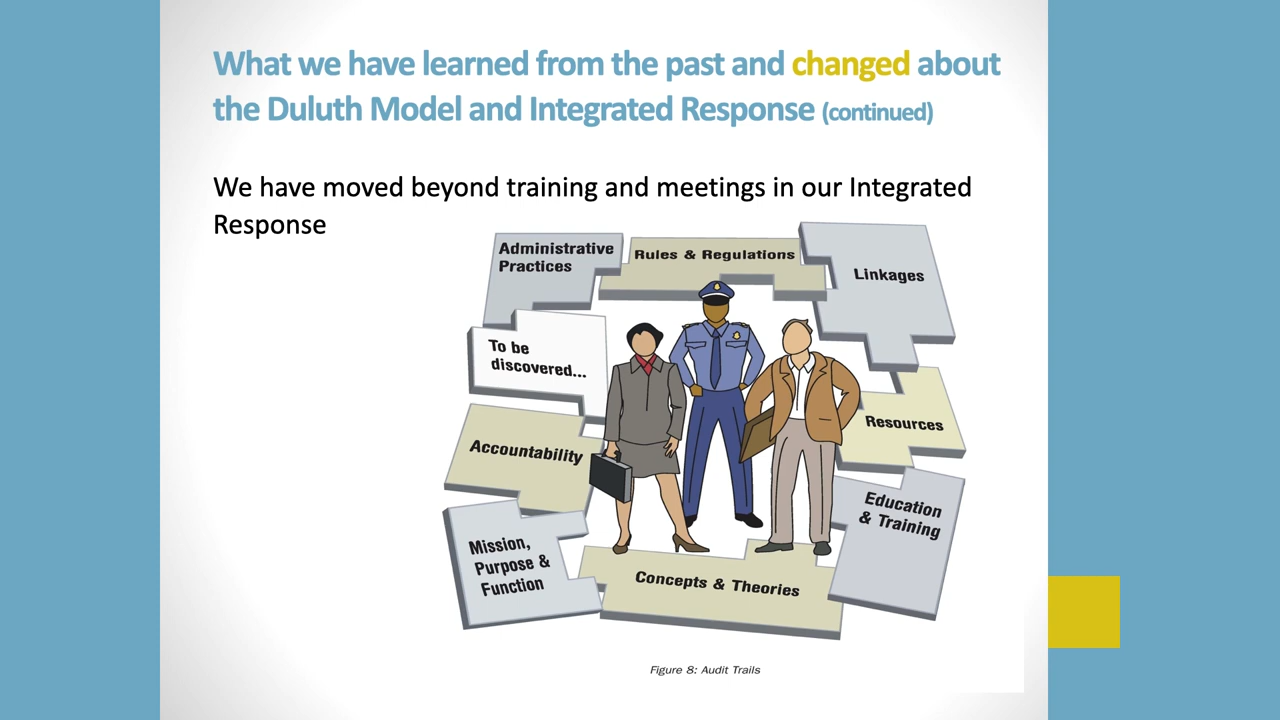 What we have learned from the past and changed about
the Duluth Model and Integrated Response (continued)
We have moved beyond training and meetings in our Integrated
Response
Administrative
Practices
Rules & Regulations
Linkages
To be
discovered...
Resources
Accountability
Education
& Training
Mission,
Purpose &
Function
Concepts & Theories
Figure 8: Audit Trails